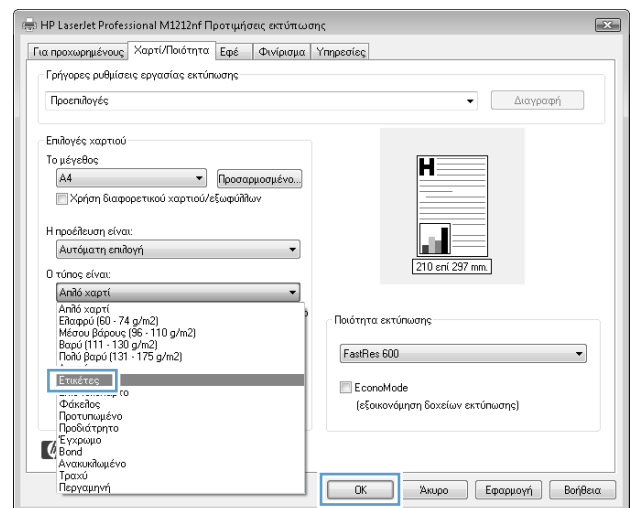 HP LaserJet Professional M1212nf Προτιμήσεις εκτύπωσης
Για προχωρημένους Χαρτί/Ποιότητα Εφέ Φινίρισμα Υπηρεσίες
Γρήγορες ρυθμίσεις εργασίας εκτύπωσης
Προεπιλογές
Διαγραφή
Επιλογές χαρτιού
Το μέγεθος
A4
Προσαρμοσμένο...
Χρήση διαφορετικού χαρτιού/εξωφύλλων
Η προέλευση είναι:
Αυτόματη επιλογή
Ο τύπος είναι:
Απλό χαρτί
Απλό χαρτί
Ελαφρύ (60 - 74 g/m2)
Μέσου βάρους (96 - 110 g/m2)
Βαρύ (111 - 130 g/m2)
Πολύ βαρύ (131 - 175 g/m2)
Ετικέτες
Φάκελος
Προτυπωμένο
Προδιάτρητο
Έγχρωμο
Bond
Ανακυκλωμένο
Τραχύ
Περγαμηνή
H
210 επί 297 mm.
Ποιότητα εκτύπωσης
FastRes 600
EconoMode
(εξοικονόμηση δοχείων εκτύπωσης)
OK Άκυρο Εφαρμογή Βοήθεια